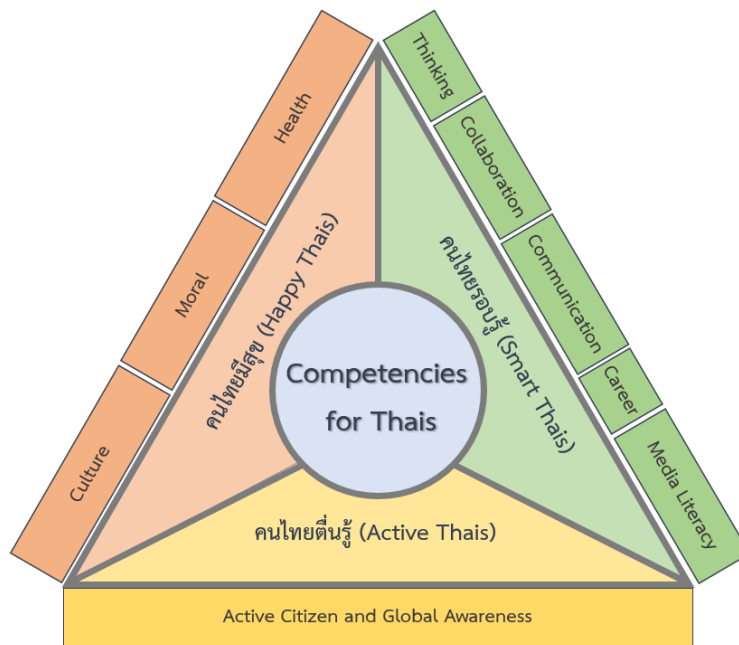 Health
Moral
Culture
Thinking
Collaboration
Communication
Career
Media Literacy
คนไทยมีสุข (Happy Thais)
คนไทยรอบรู้ (Smart Thais)
Competencies
for Thais
คนไทยตื่นรู้ (Active Thais)
Active Citizen and Global Awareness